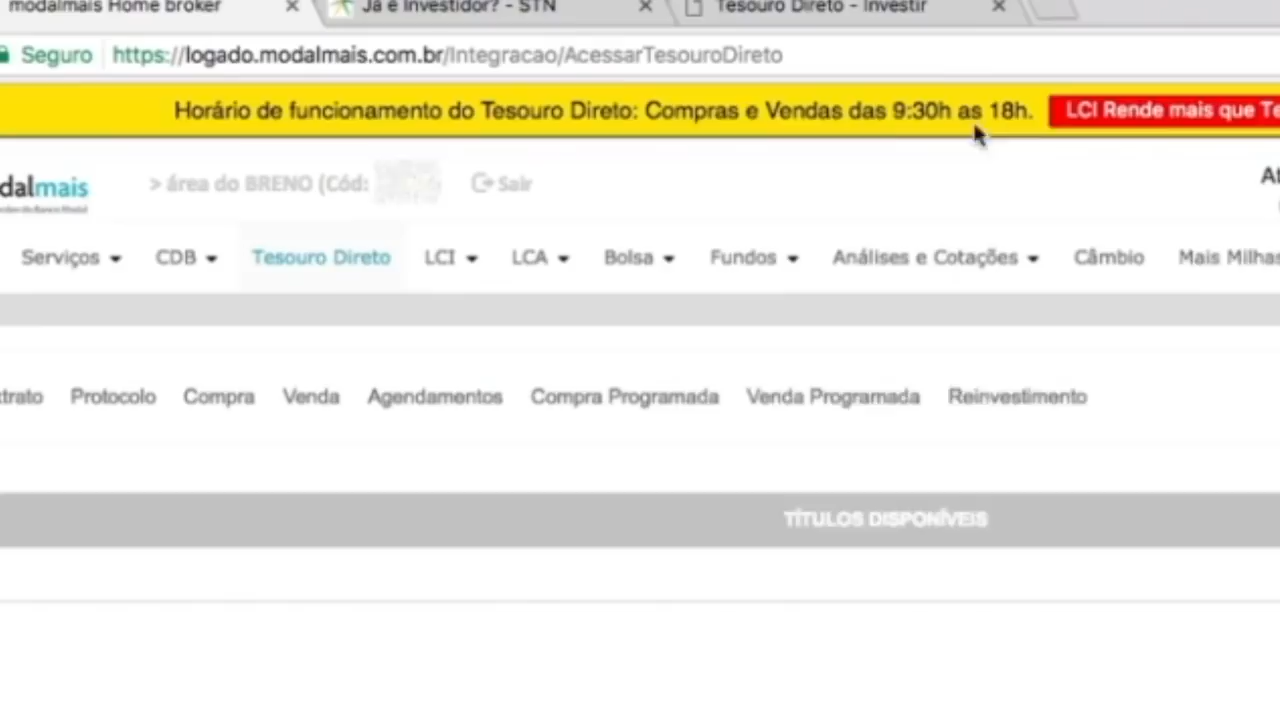 modalmais Home broker
Já é Investidor? - STN
Tesouro Direto - Investir
Seguro https://logado.modalmais.com.br/Integracao/AcessarTesouroDireto
Horário de funcionamento do Tesouro Direto: Compras e Vendas das 9:30h as 18h. LCI Rende mais que Te
dalmais > área do BRENO (Cód: Sair At
Serviços CDB Tesouro Direto LCI LCA Bolsa Fundos Análises e Cotações Câmbio Mais Milhas
trato Protocolo Compra Venda Agendamentos Compra Programada Venda Programada Reinvestimento
TÍTULOS DISPONÍVEIS